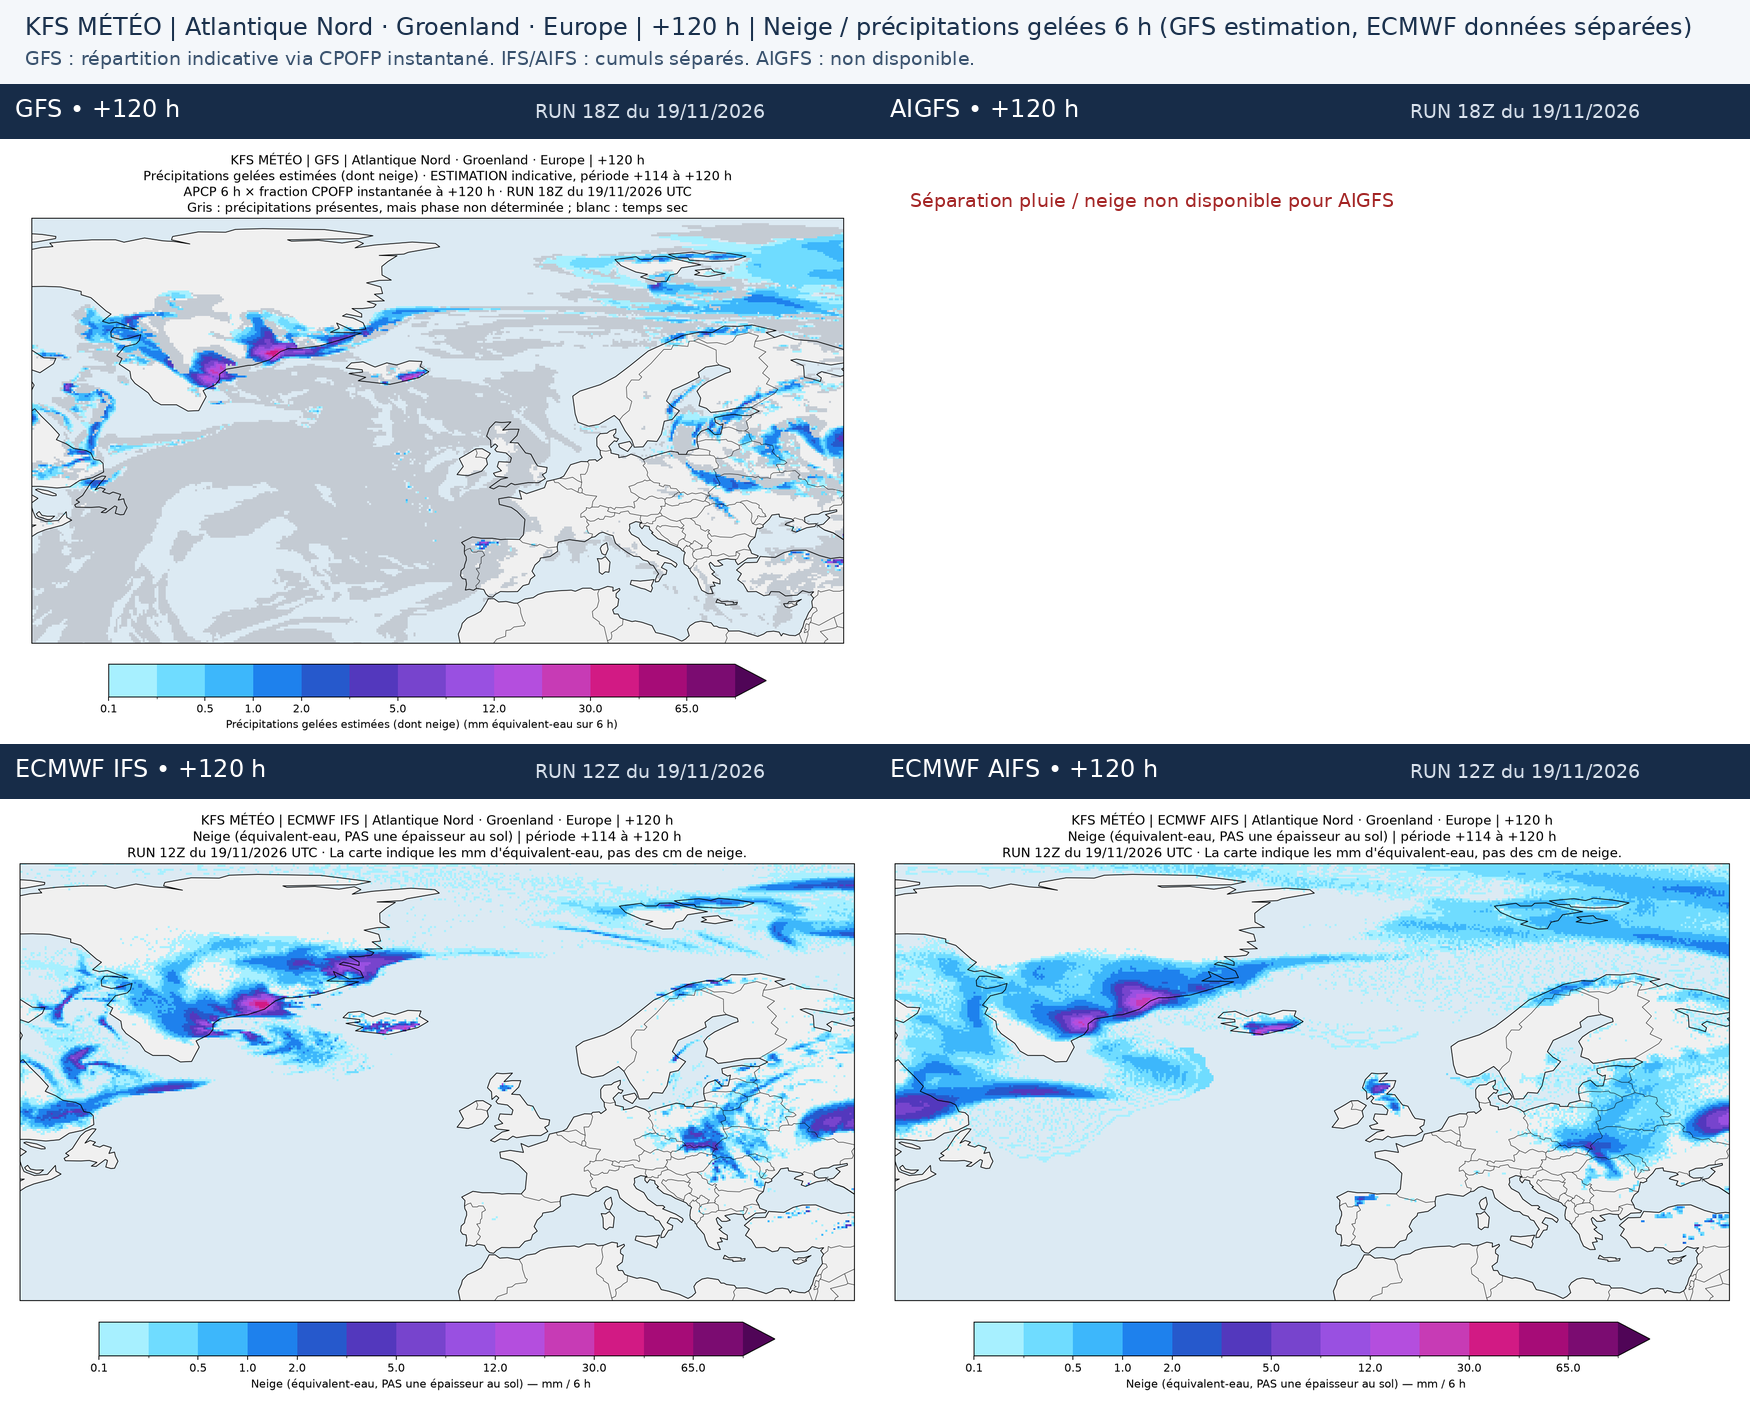 KFS MÉTÉO | Atlantique Nord · Groenland · Europe | +120 h | Neige / précipitations gelées 6 h (GFS estimation, ECMWF données séparées)
GFS : répartition indicative via CPOFP instantané. IFS/AIFS : cumuls séparés. AIGFS : non disponible.
GFS • +120 h
RUN 18Z du 19/11/2026
AIGFS • +120 h
RUN 18Z du 19/11/2026
KFS MÉTÉO | GFS | Atlantique Nord · Groenland · Europe | +120 h
Précipitations gelées estimées (dont neige) · ESTIMATION indicative, période +114 à +120 h
APCP 6 h × fraction CPOFP instantanée à +120 h · RUN 18Z du 19/11/2026 UTC
Gris : précipitations présentes, mais phase non déterminée ; blanc : temps sec
Séparation pluie / neige non disponible pour AIGFS
0.1 0.5 1.0 2.0 5.0 12.0 30.0 65.0
Précipitations gelées estimées (dont neige) (mm équivalent-eau sur 6 h)
ECMWF IFS • +120 h
RUN 12Z du 19/11/2026
ECMWF AIFS • +120 h
RUN 12Z du 19/11/2026
KFS MÉTÉO | ECMWF IFS | Atlantique Nord · Groenland · Europe | +120 h
Neige (équivalent-eau, PAS une épaisseur au sol) | période +114 à +120 h
RUN 12Z du 19/11/2026 UTC · La carte indique les mm d'équivalent-eau, pas des cm de neige.
0.1 0.5 1.0 2.0 5.0 12.0 30.0 65.0
Neige (équivalent-eau, PAS une épaisseur au sol) — mm / 6 h
KFS MÉTÉO | ECMWF AIFS | Atlantique Nord · Groenland · Europe | +120 h
Neige (équivalent-eau, PAS une épaisseur au sol) | période +114 à +120 h
RUN 12Z du 19/11/2026 UTC · La carte indique les mm d'équivalent-eau, pas des cm de neige.
0.1 0.5 1.0 2.0 5.0 12.0 30.0 65.0
Neige (équivalent-eau, PAS une épaisseur au sol) — mm / 6 h